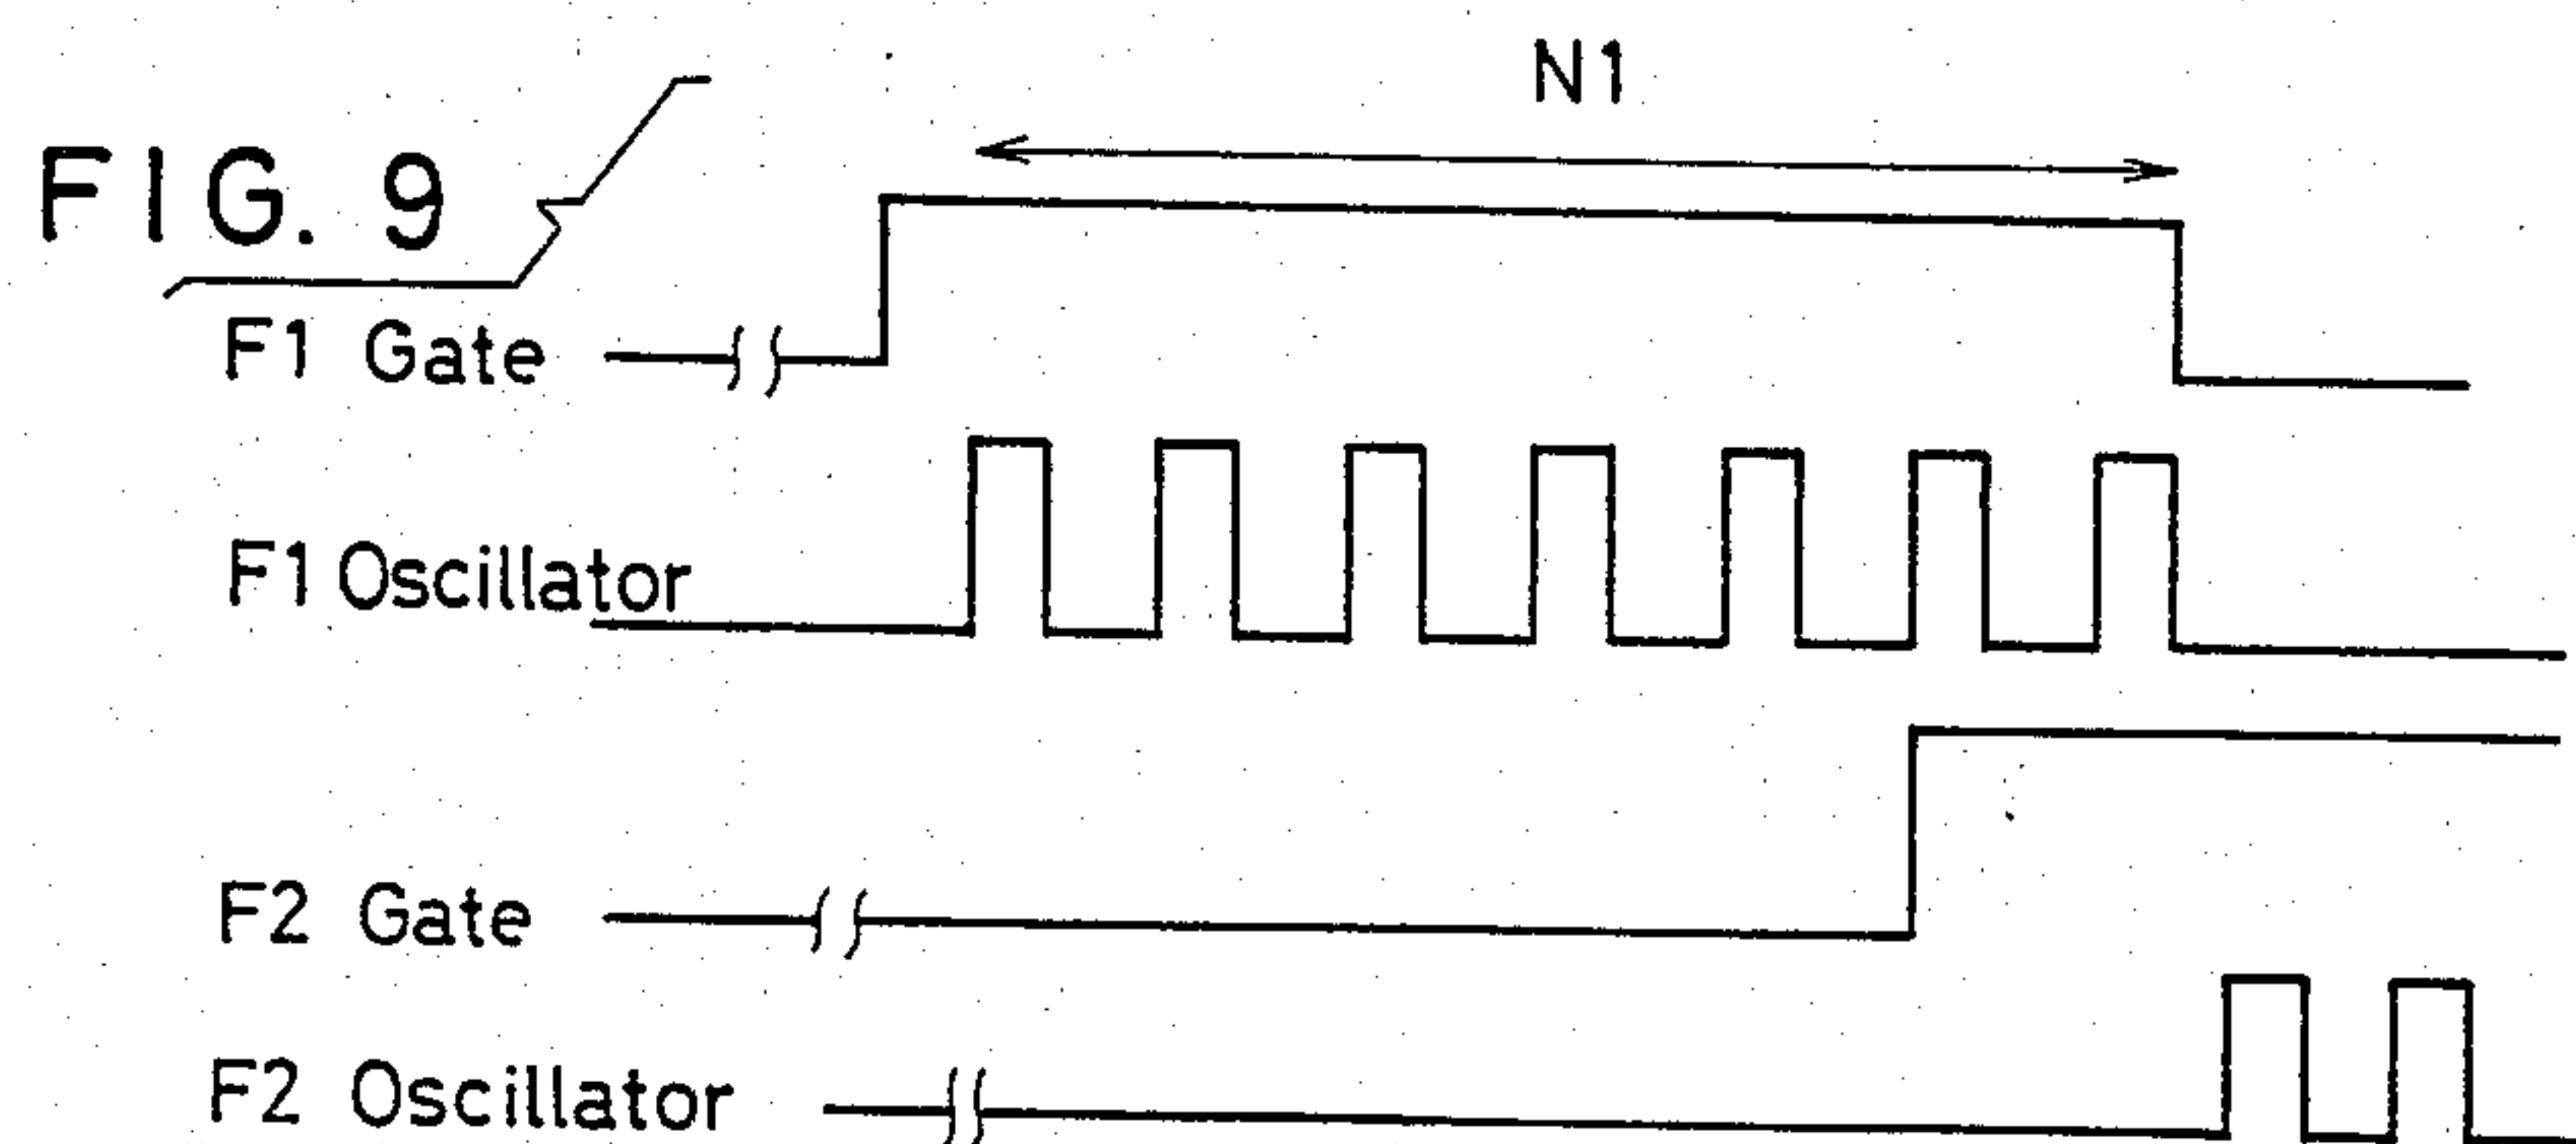 N1
FIG. 9
F1 Gate
F1 Oscillator
F2 Gate
F2 Oscillator